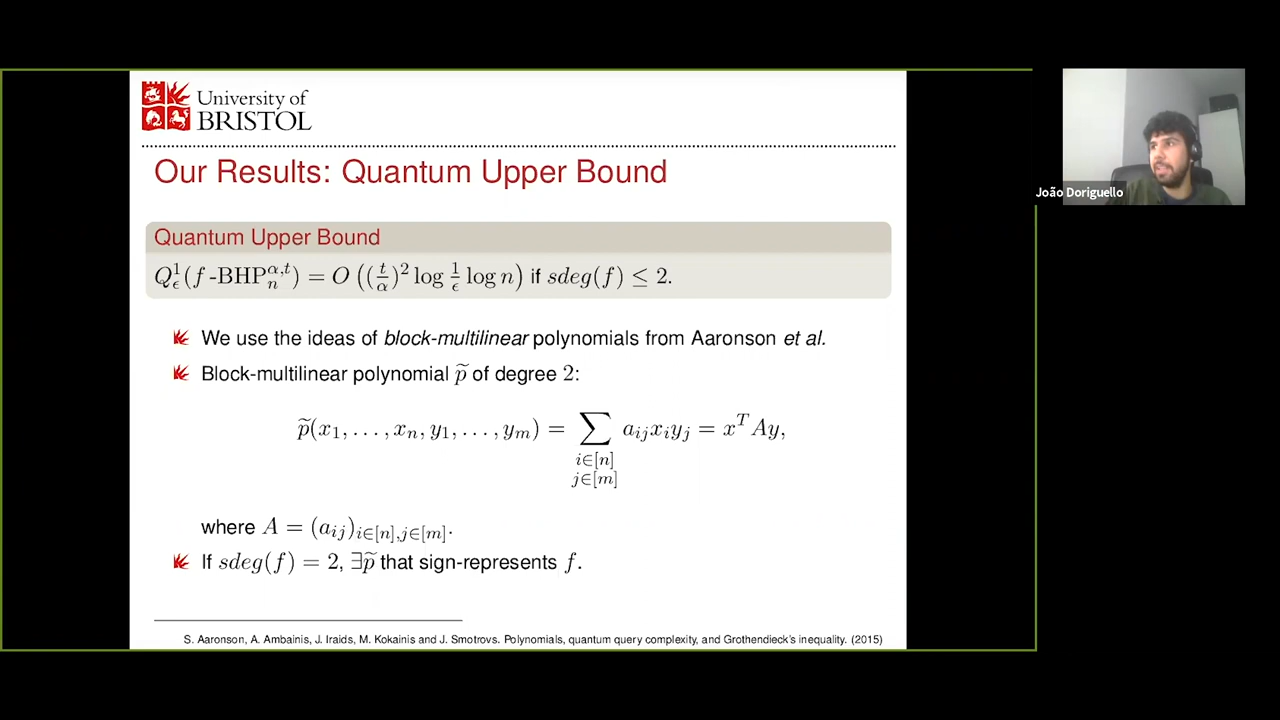 University of
BRISTOL
Our Results: Quantum Upper Bound
Quantum Upper Bound
Q^1_ϵ(f-BHP^{α,t}_n) = O((t/α)^2 log 1/ϵ log n) if sdeg(f) ≤ 2.
We use the ideas of block-multilinear polynomials from Aaronson et al.
Block-multilinear polynomial p̃ of degree 2:
p̃(x_1, . . . , x_n, y_1, . . . , y_m) = ∑_{i∈[n] j∈[m]} a_{ij}x_iy_j = x^T Ay,
where A = (a_{ij})_{i∈[n],j∈[m]}.
If sdeg(f) = 2, ∃p̃ that sign-represents f.
S. Aaronson, A. Ambainis, J. Iraids, M. Kokainis and J. Smotrovs. Polynomials, quantum query complexity, and Grothendieck's inequality. (2015)
João Doriguello